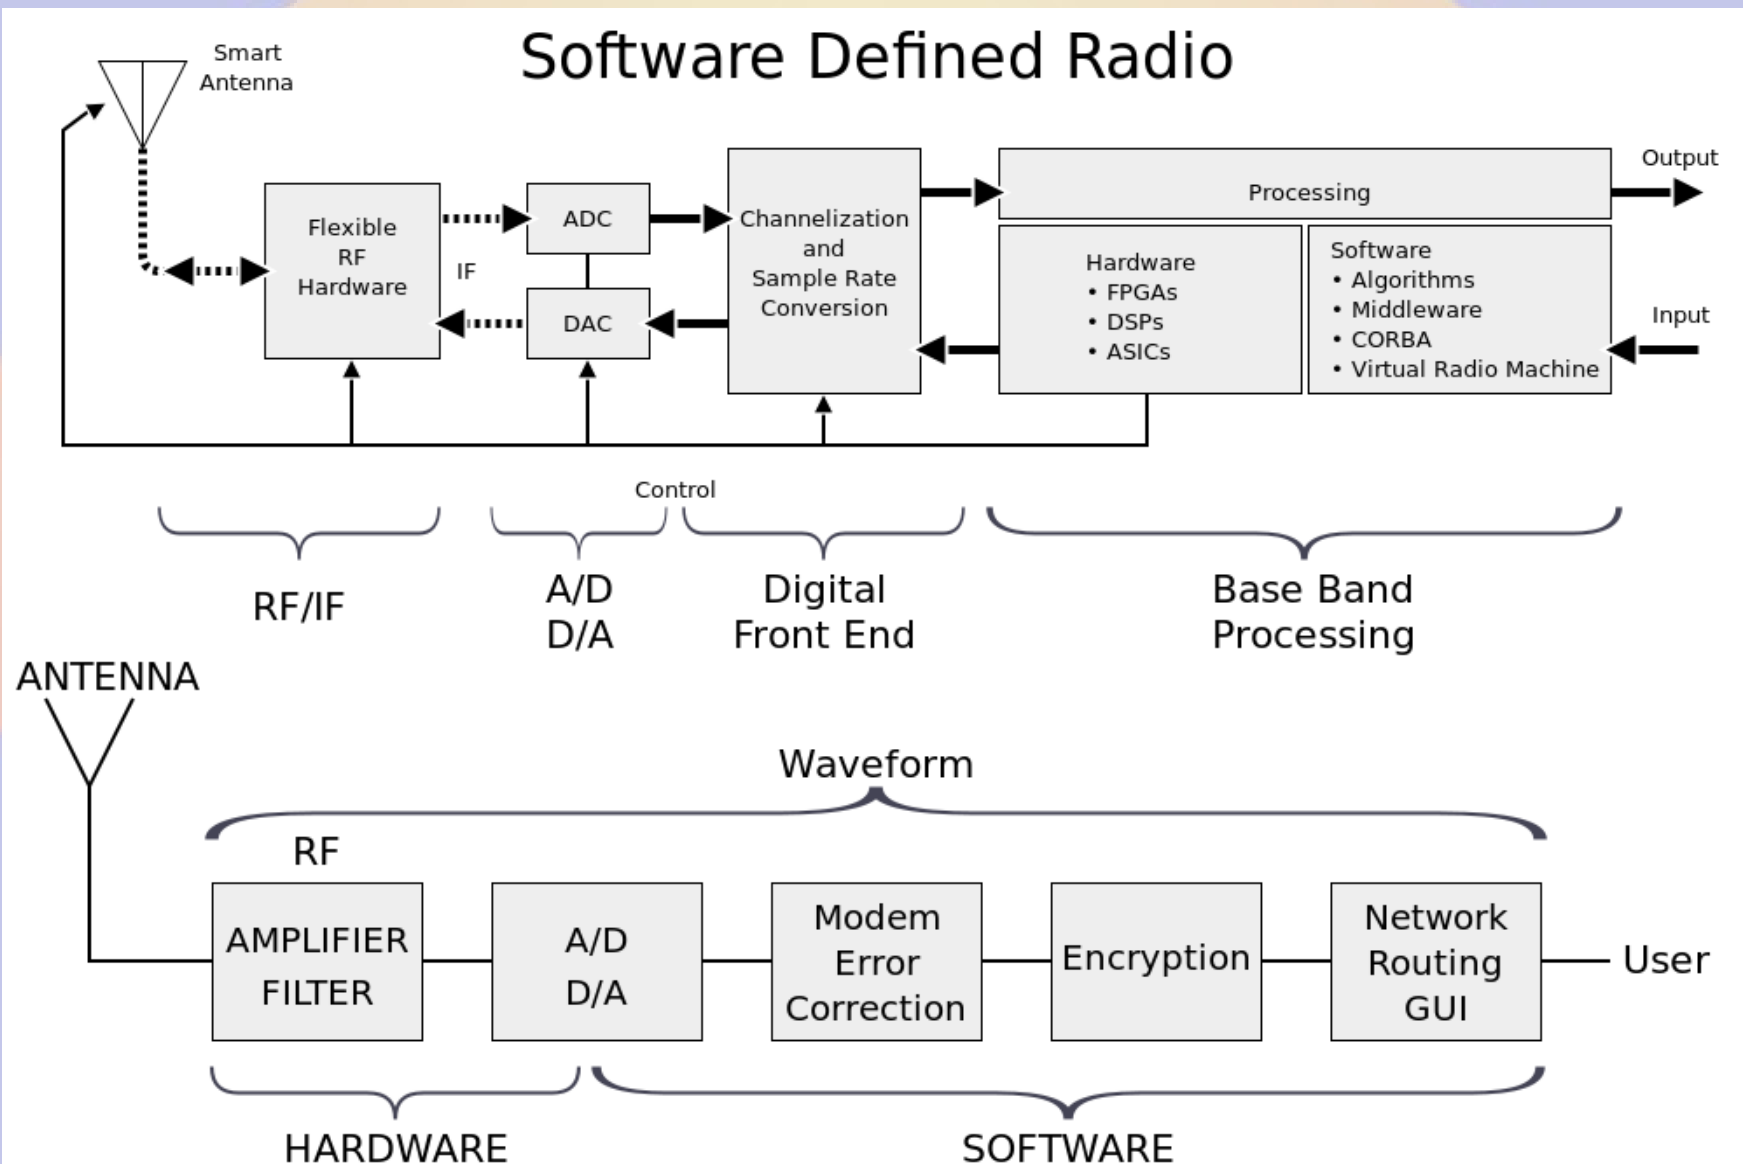 Software Defined Radio
Smart
Antenna
Flexible
RF
Hardware
IF
ADC
DAC
Channelization
and
Sample Rate
Conversion
Processing
Hardware
• FPGAs
• DSPs
• ASICs
Software
• Algorithms
• Middleware
• CORBA
• Virtual Radio Machine
Output
Input
Control
RF/IF
A/D
D/A
Digital
Front End
Base Band
Processing
ANTENNA
Waveform
RF
AMPLIFIER
FILTER
A/D
D/A
Modem
Error
Correction
Encryption
Network
Routing
GUI
User
HARDWARE
SOFTWARE